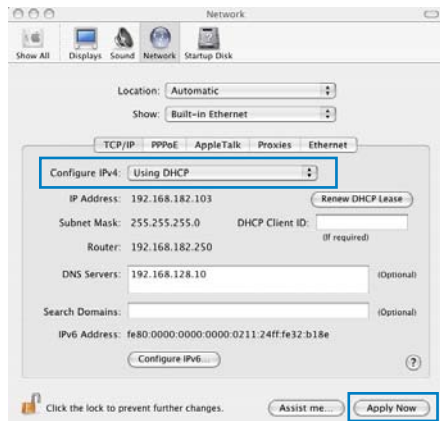 Network
Show All Displays Sound Network Startup Disk
Location: Automatic
Show: Built-in Ethernet
TCP/IP PPPoE AppleTalk Proxies Ethernet
Configure IPv4: Using DHCP
IP Address: 192.168.182.103 Renew DHCP Lease
Subnet Mask: 255.255.255.0 DHCP Client ID:
(If required)
Router: 192.168.182.250
DNS Servers: 192.168.128.10 (Optional)
Search Domains: (Optional)
IPv6 Address: fe80:0000:0000:0000:0211:24ff:fe32:b18e
Configure IPv6... ?
Click the lock to prevent further changes. Assist me... Apply Now